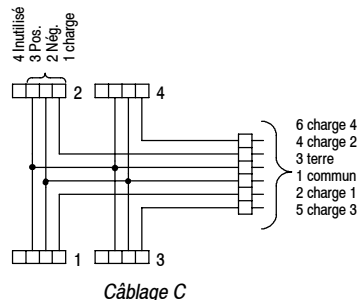 4 Inutilisé
3 Pos.
2 Nég.
1 charge
2
4
6 charge 4
4 charge 2
3 terre
1 commun
2 charge 1
5 charge 3
1
3
Câblage C